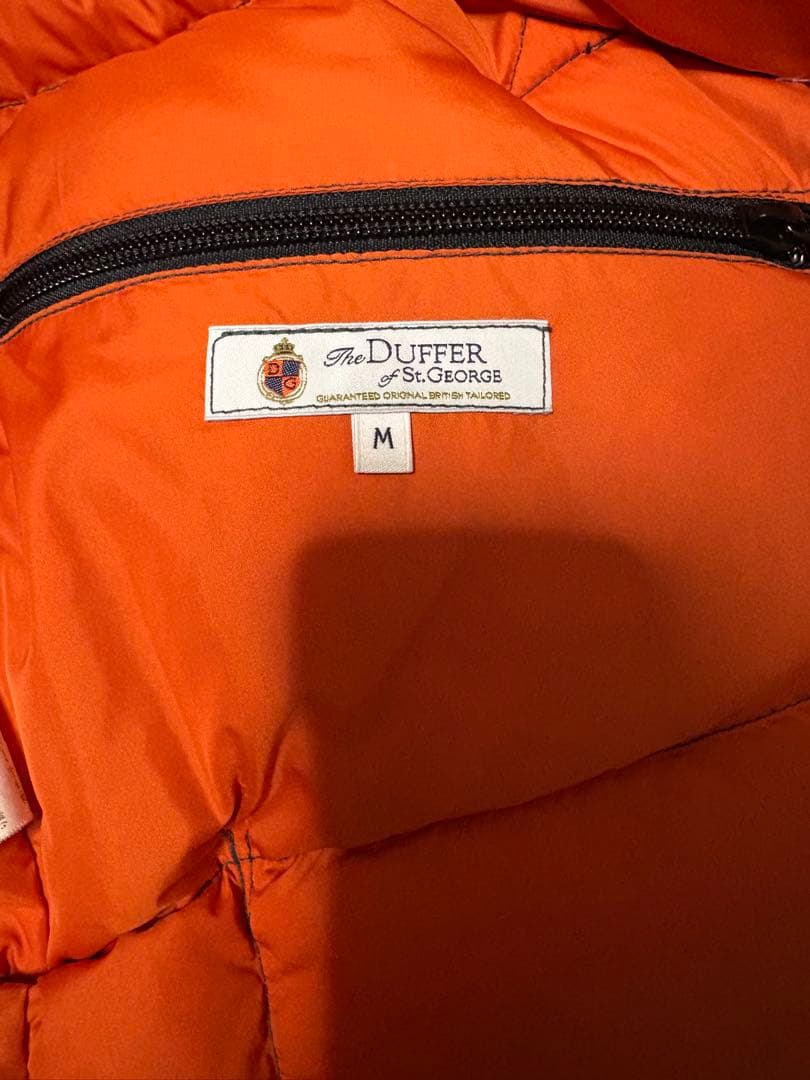 The DUFFER
of St. GEORGE
GUARANTEED ORIGINAL BRITISH TAILORED
D G
M